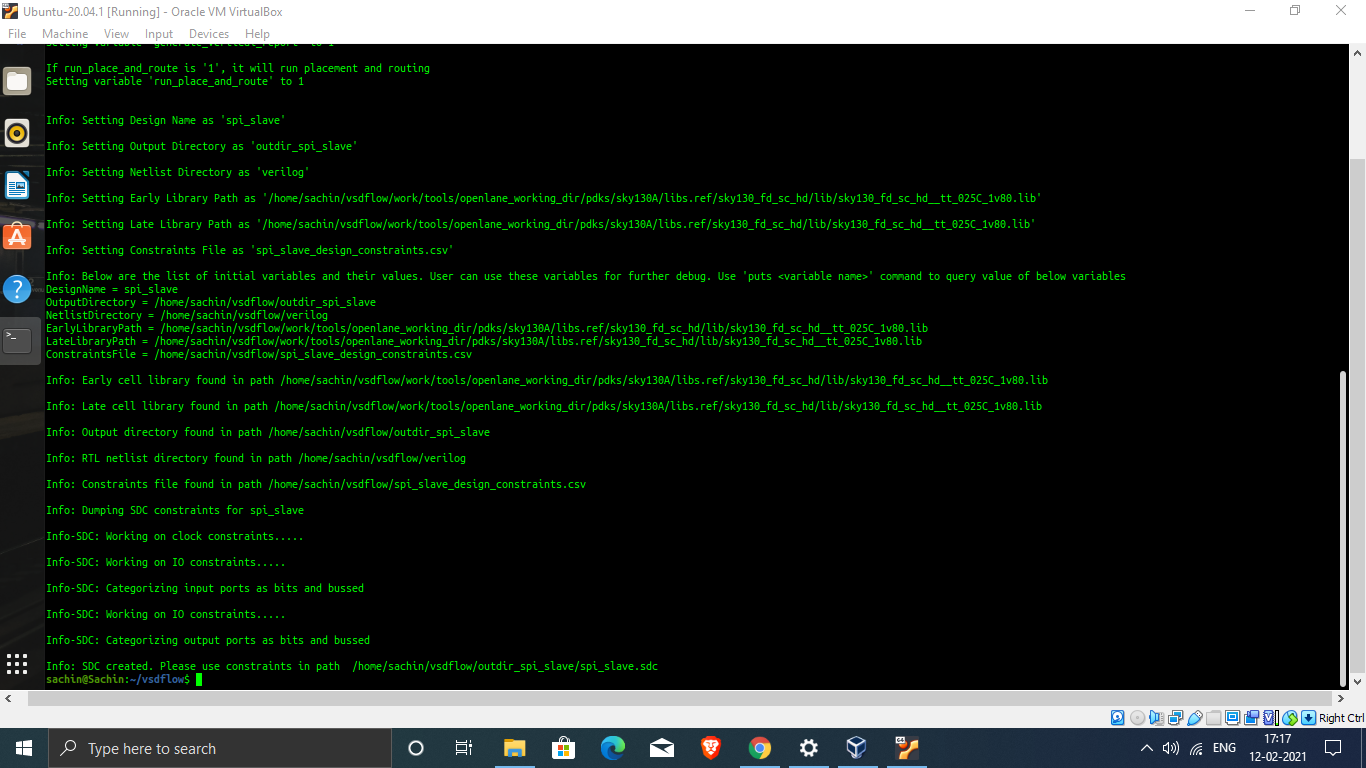 Ubuntu-20.04.1 [Running] - Oracle VM VirtualBox
File Machine View Input Devices Help
Setting variable 'generate_vertical_report' to 1
If run_place_and_route is '1', it will run placement and routing
Setting variable 'run_place_and_route' to 1
Info: Setting Design Name as 'spi_slave'
Info: Setting Output Directory as 'outdir_spi_slave'
Info: Setting Netlist Directory as 'verilog'
Info: Setting Early Library Path as '/home/sachin/vsdflow/work/tools/openlane_working_dir/pdks/sky130A/libs.ref/sky130_fd_sc_hd/lib/sky130_fd_sc_hd__tt_025C_1v80.lib'
Info: Setting Late Library Path as '/home/sachin/vsdflow/work/tools/openlane_working_dir/pdks/sky130A/libs.ref/sky130_fd_sc_hd/lib/sky130_fd_sc_hd__tt_025C_1v80.lib'
Info: Setting Constraints File as 'spi_slave_design_constraints.csv'
Info: Below are the list of initial variables and their values. User can use these variables for further debug. Use 'puts <variable name>' command to query value of below variables
DesignName = spi_slave
OutputDirectory = /home/sachin/vsdflow/outdir_spi_slave
NetlistDirectory = /home/sachin/vsdflow/verilog
EarlyLibraryPath = /home/sachin/vsdflow/work/tools/openlane_working_dir/pdks/sky130A/libs.ref/sky130_fd_sc_hd/lib/sky130_fd_sc_hd__tt_025C_1v80.lib
LateLibraryPath = /home/sachin/vsdflow/work/tools/openlane_working_dir/pdks/sky130A/libs.ref/sky130_fd_sc_hd/lib/sky130_fd_sc_hd__tt_025C_1v80.lib
ConstraintsFile = /home/sachin/vsdflow/spi_slave_design_constraints.csv
Info: Early cell library found in path /home/sachin/vsdflow/work/tools/openlane_working_dir/pdks/sky130A/libs.ref/sky130_fd_sc_hd/lib/sky130_fd_sc_hd__tt_025C_1v80.lib
Info: Late cell library found in path /home/sachin/vsdflow/work/tools/openlane_working_dir/pdks/sky130A/libs.ref/sky130_fd_sc_hd/lib/sky130_fd_sc_hd__tt_025C_1v80.lib
Info: Output directory found in path /home/sachin/vsdflow/outdir_spi_slave
Info: RTL netlist directory found in path /home/sachin/vsdflow/verilog
Info: Constraints file found in path /home/sachin/vsdflow/spi_slave_design_constraints.csv
Info: Dumping SDC constraints for spi_slave
Info-SDC: Working on clock constraints.....
Info-SDC: Working on IO constraints.....
Info-SDC: Categorizing input ports as bits and bussed
Info-SDC: Working on IO constraints.....
Info-SDC: Categorizing output ports as bits and bussed
Info: SDC created. Please use constraints in path  /home/sachin/vsdflow/outdir_spi_slave/spi_slave.sdc
sachin@Sachin:~/vsdflow$
Right Ctrl
Type here to search
ENG
17:17
12-02-2021